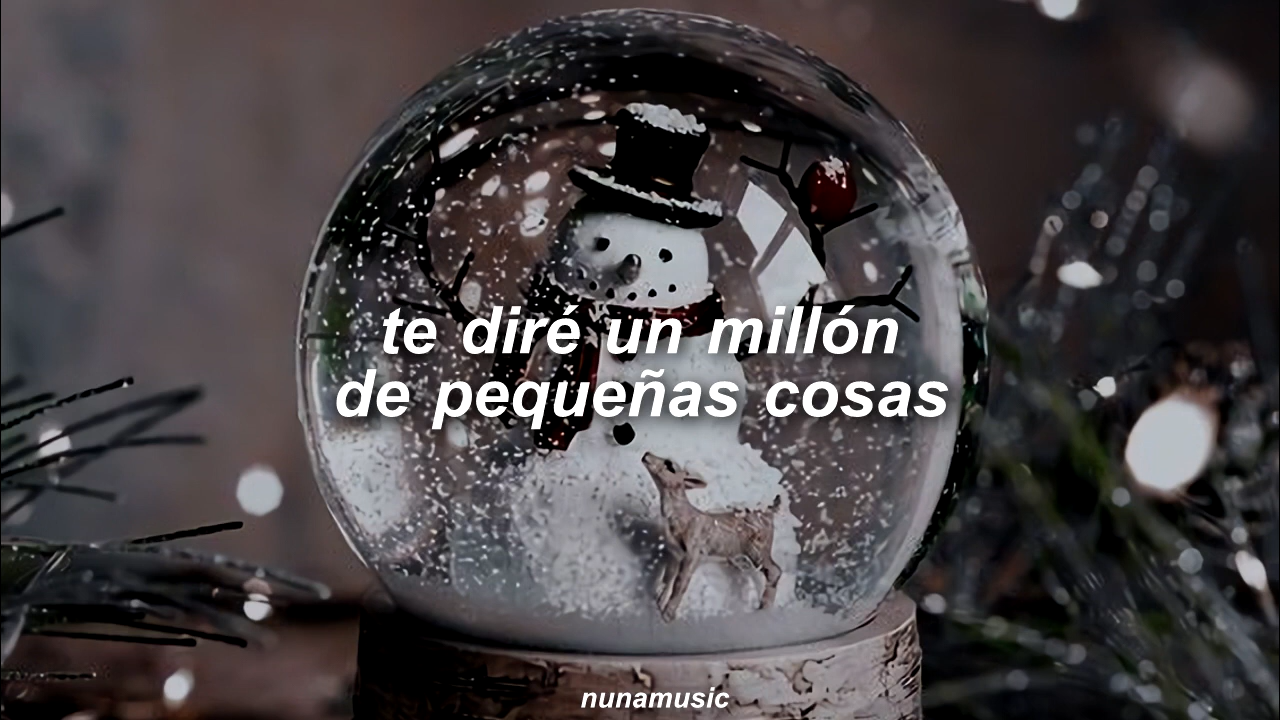 te diré un millón
de pequeñas cosas
nunamusic